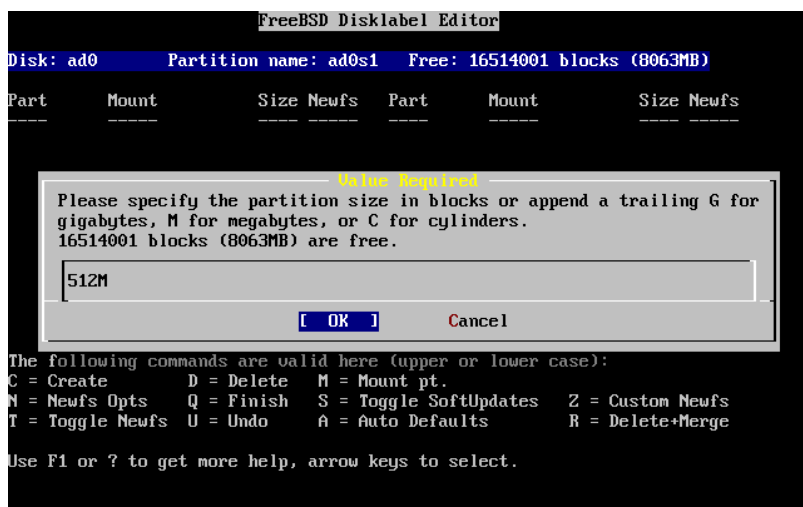 FreeBSD Disklabel Editor
Disk: ad0 Partition name: ad0s1 Free: 16514001 blocks (8063MB)
Part Mount Size Newfs Part Mount Size Newfs
---- ----- ---- ----- ---- ----- ---- -----
Value Required
Please specify the partition size in blocks or append a trailing G for
gigabytes, M for megabytes, or C for cylinders.
16514001 blocks (8063MB) are free.
512M
[ OK ] Cancel
The following commands are valid here (upper or lower case):
C = Create D = Delete M = Mount pt.
N = Newfs Opts Q = Finish S = Toggle SoftUpdates Z = Custom Newfs
T = Toggle Newfs U = Undo A = Auto Defaults R = Delete+Merge
Use F1 or ? to get more help, arrow keys to select.